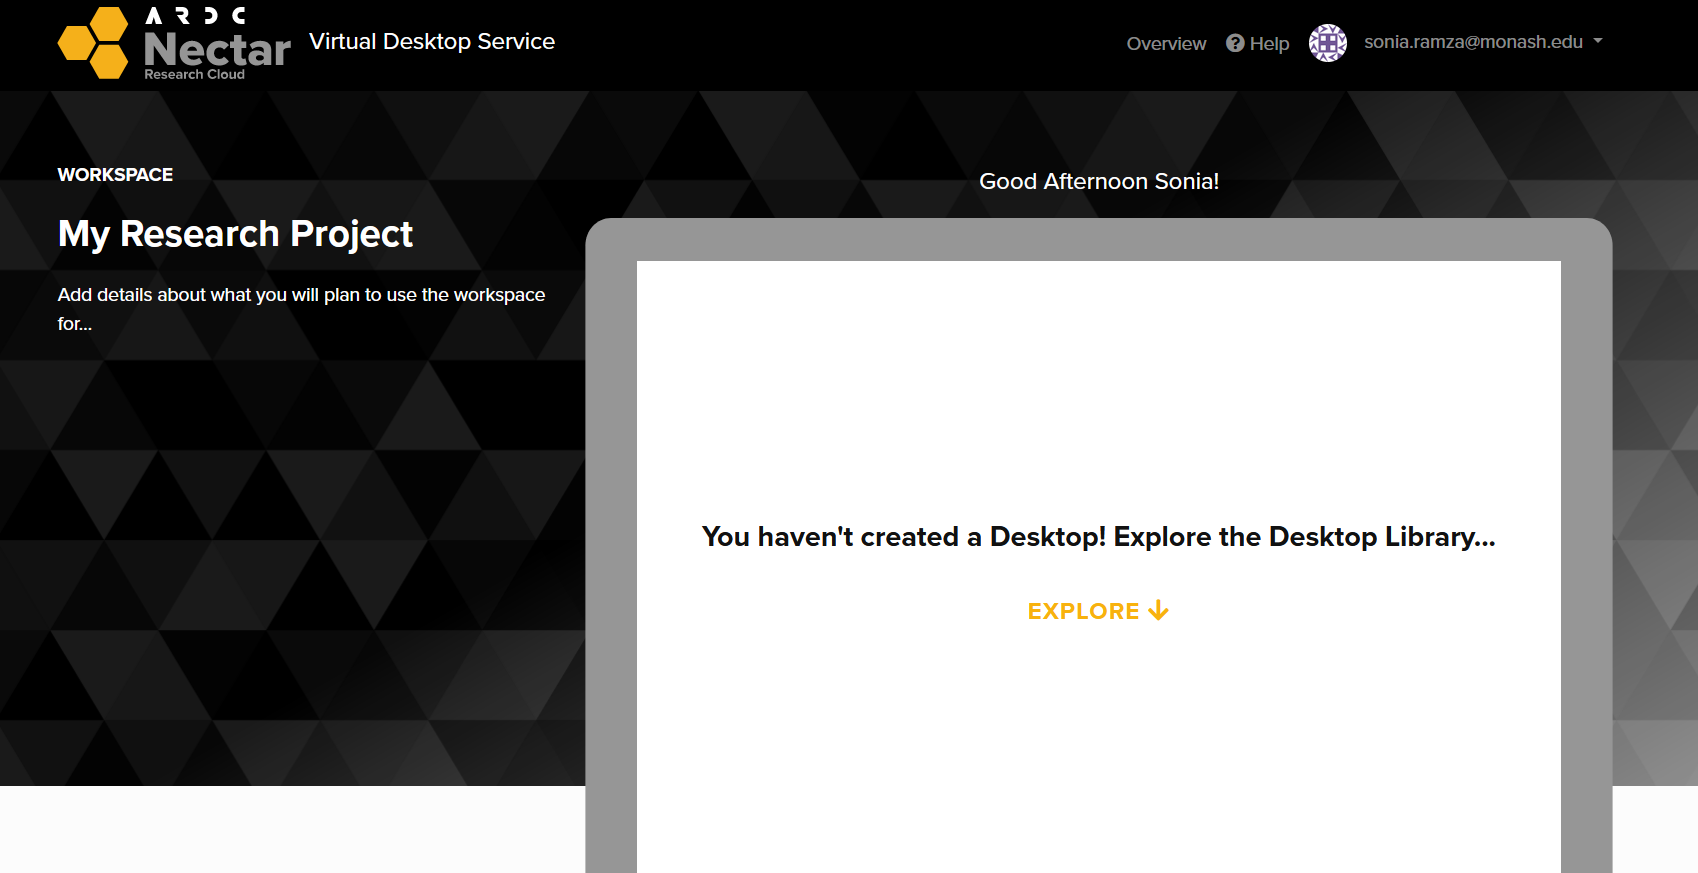 ARDC
Nectar
Research Cloud
Virtual Desktop Service
Overview
Help
sonia.ramza@monash.edu
WORKSPACE
My Research Project
Add details about what you will plan to use the workspace
for...
Good Afternoon Sonia!
You haven't created a Desktop! Explore the Desktop Library...
EXPLORE